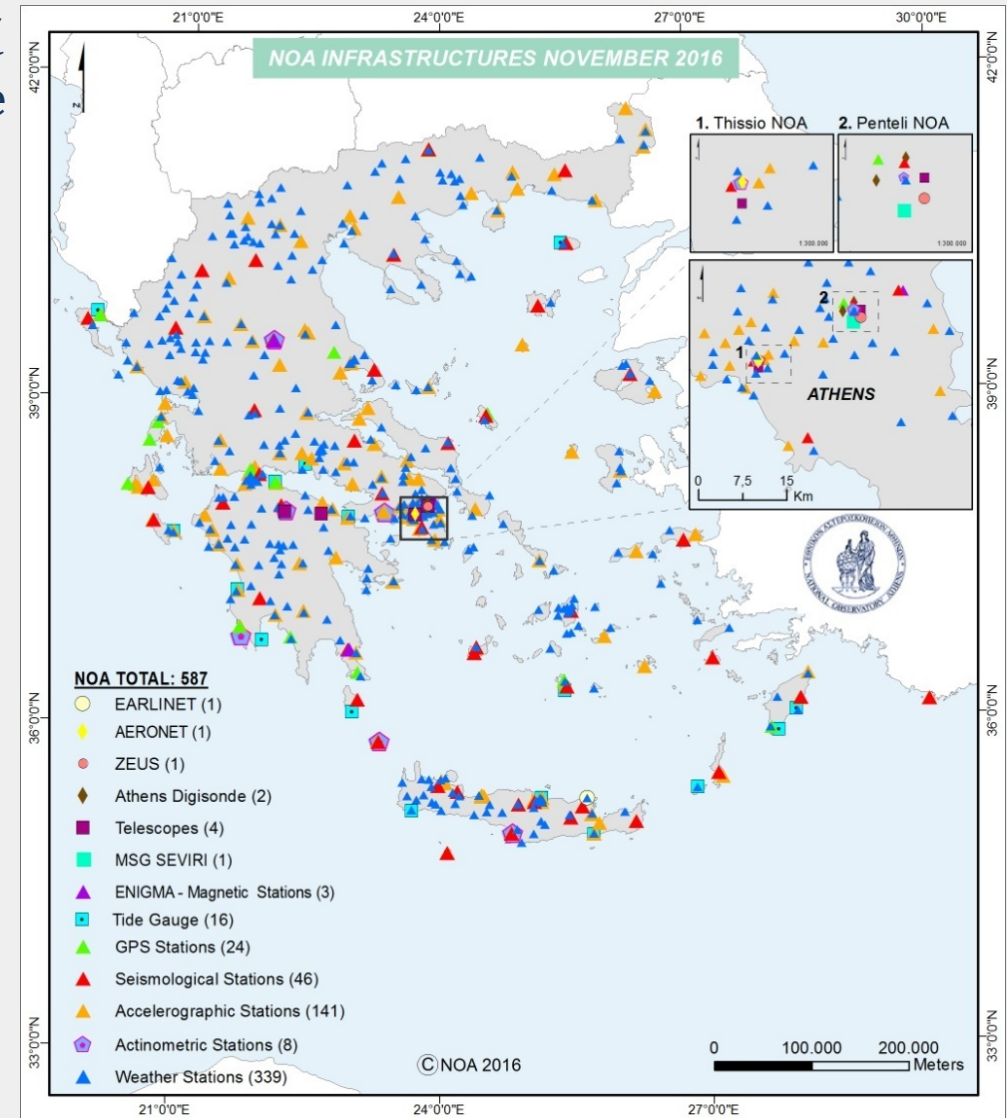 21°0'0"E 24°0'0"E 27°0'0"E 30°0'0"E
42°0'0"N
42°0'0"N
NOA INFRASTRUCTURES NOVEMBER 2016
e
N
1. Thissio NOA
2. Penteli NOA
1:300.000
1:300.000
39°0'0"N
39°0'0"N
2
1
ATHENS
0 7,5 15
Km
NATIONAL OBSERVATORY ATHENS
NOA TOTAL: 587
EARLINET (1)
AERONET (1)
ZEUS (1)
Athens Digisonde (2)
Telescopes (4)
MSG SEVIRI (1)
ENIGMA - Magnetic Stations (3)
Tide Gauge (16)
GPS Stations (24)
Seismological Stations (46)
Accelerographic Stations (141)
Actinometric Stations (8)
Weather Stations (339)
36°0'0"N
36°0'0"N
33°0'0"N
33°0'0"N
©NOA 2016
0 100.000 200.000
Meters
21°0'0"E 24°0'0"E 27°0'0"E